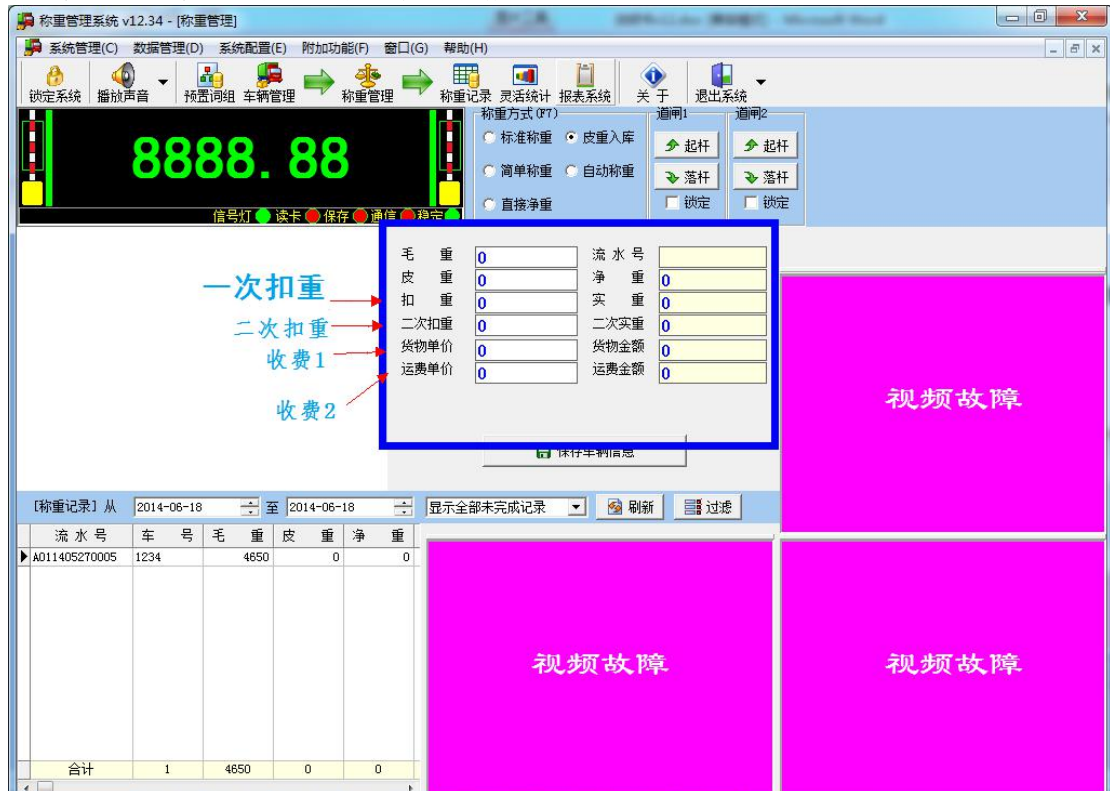 称重管理系统 v12.34 - [称重管理]
系统管理(C) 数据管理(D) 系统配置(E) 附加功能(F) 窗口(G) 帮助(H)
锁定系统 播放声音 预置词组 车辆管理 称重管理 称重记录 灵活统计 报表系统 关于 退出系统
8888.88
信号灯 读卡 保存 通信 稳定
称重方式(F7)
标准称重 皮重入库
简单称重 自动称重
直接净重
道闸1
起杆
落杆
锁定
道闸2
起杆
落杆
锁定
毛 重 0 流水号
皮 重 0 净 重 0
扣 重 0 实 重 0
二次扣重 0 二次实重 0
货物单价 0 货物金额 0
运费单价 0 运费金额 0
一次扣重
二次扣重
收费1
收费2
保存车辆信息
视频故障
[称重记录] 从 2014-06-18 至 2014-06-18 显示全部未完成记录 刷新 过滤
流水号 车 号 毛 重 皮 重 净 重
A011405270005 1234 4650 0 0
合计 1 4650 0 0
视频故障
视频故障